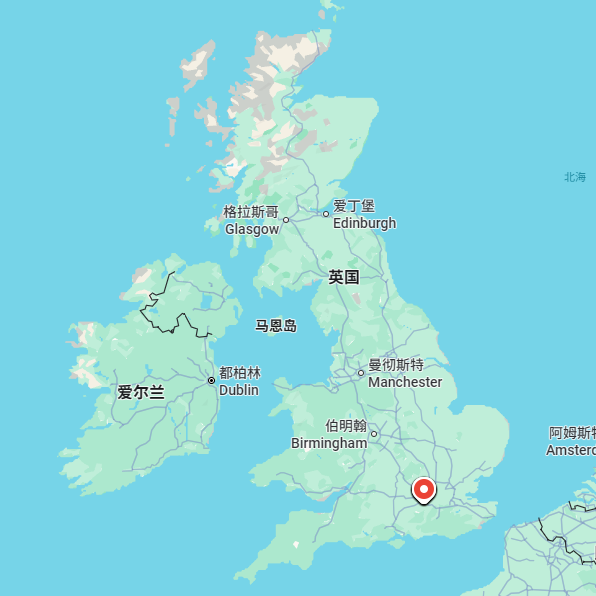 北海
格拉斯哥
Glasgow
爱丁堡
Edinburgh
英国
马恩岛
都柏林
Dublin
爱尔兰
曼彻斯特
Manchester
伯明翰
Birmingham
阿姆斯特
Amsterd